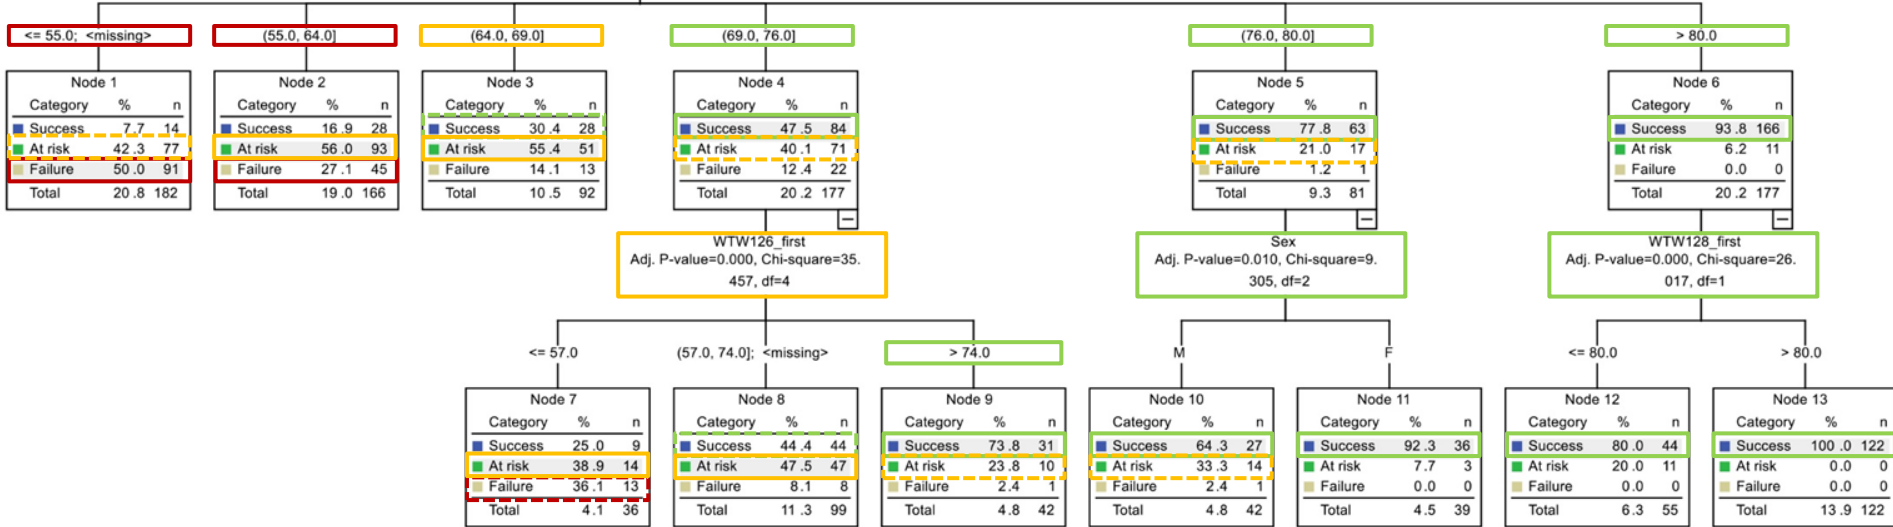 <= 55.0; <missing>
(55.0, 64.0]
(64.0, 69.0]
(69.0, 76.0]
(76.0, 80.0]
> 80.0
Node 1
Category % n
Success 7.7 14
At risk 42.3 77
Failure 50.0 91
Total 20.8 182
Node 2
Category % n
Success 16.9 28
At risk 56.0 93
Failure 27.1 45
Total 19.0 166
Node 3
Category % n
Success 30.4 28
At risk 55.4 51
Failure 14.1 13
Total 10.5 92
Node 4
Category % n
Success 47.5 84
At risk 40.1 71
Failure 12.4 22
Total 20.2 177
Node 5
Category % n
Success 77.8 63
At risk 21.0 17
Failure 1.2 1
Total 9.3 81
Node 6
Category % n
Success 93.8 166
At risk 6.2 11
Failure 0.0 0
Total 20.2 177
WTW126_first
Adj. P-value=0.000, Chi-square=35.
457, df=4
Sex
Adj. P-value=0.010, Chi-square=9.
305, df=2
WTW128_first
Adj. P-value=0.000, Chi-square=26.
017, df=1
<= 57.0
(57.0, 74.0]; <missing>
> 74.0
M
F
<= 80.0
> 80.0
Node 7
Category % n
Success 25.0 9
At risk 38.9 14
Failure 36.1 13
Total 4.1 36
Node 8
Category % n
Success 44.4 44
At risk 47.5 47
Failure 8.1 8
Total 11.3 99
Node 9
Category % n
Success 73.8 31
At risk 23.8 10
Failure 2.4 1
Total 4.8 42
Node 10
Category % n
Success 64.3 27
At risk 33.3 14
Failure 2.4 1
Total 4.8 42
Node 11
Category % n
Success 92.3 36
At risk 7.7 3
Failure 0.0 0
Total 4.5 39
Node 12
Category % n
Success 80.0 44
At risk 20.0 11
Failure 0.0 0
Total 6.3 55
Node 13
Category % n
Success 100.0 122
At risk 0.0 0
Failure 0.0 0
Total 13.9 122